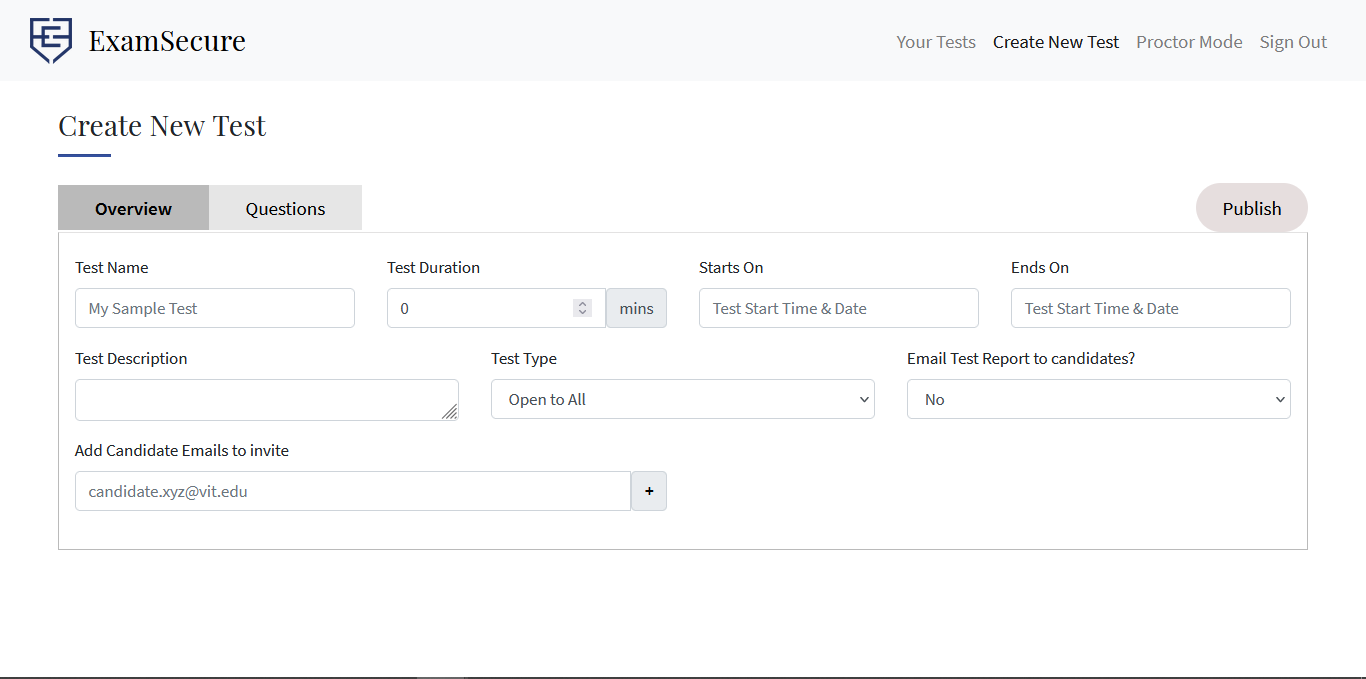 ExamSecure
Your Tests Create New Test Proctor Mode Sign Out
Create New Test
Overview Questions Publish
Test Name Test Duration Starts On Ends On
My Sample Test 0 mins Test Start Time & Date Test Start Time & Date
Test Description Test Type Email Test Report to candidates?
Open to All No
Add Candidate Emails to invite
candidate.xyz@vit.edu +